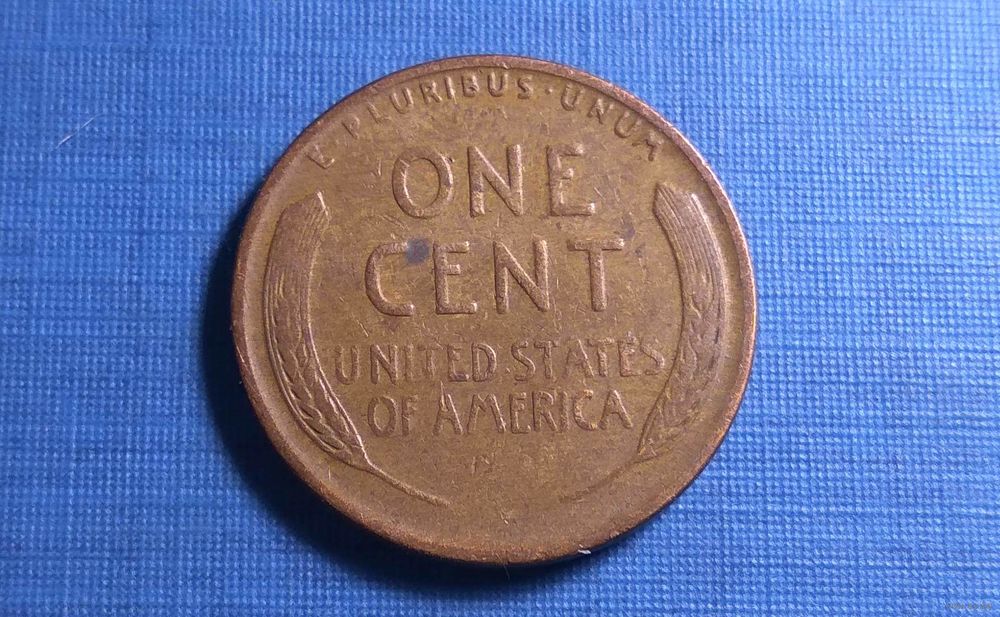 E PLURIBUS · UNUM
ONE
CENT
UNITED·STATES
OF AMERICA